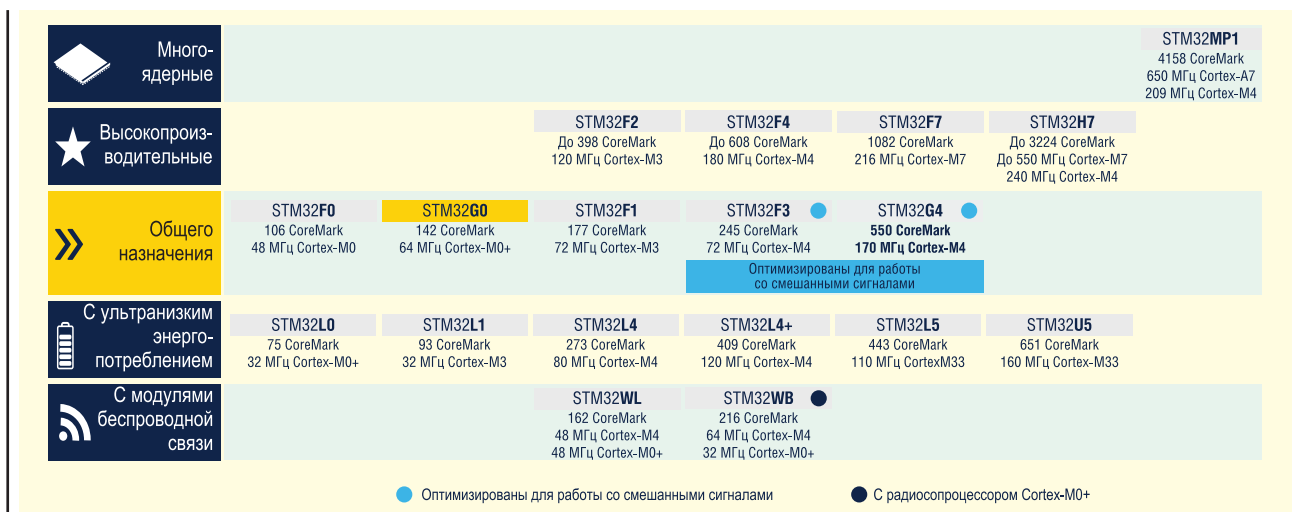 Много-
ядерные
STM32MP1
4158 CoreMark
650 МГц Cortex-A7
209 МГц Cortex-M4
Высокопроиз-
водительные
STM32F2
До 398 CoreMark
120 МГц Cortex-M3
STM32F4
До 608 CoreMark
180 МГц Cortex-M4
STM32F7
1082 CoreMark
216 МГц Cortex-M7
STM32H7
До 3224 CoreMark
До 550 МГц Cortex-M7
240 МГц Cortex-M4
Общего
назначения
STM32F0
106 CoreMark
48 МГц Cortex-M0
STM32G0
142 CoreMark
64 МГц Cortex-M0+
STM32F1
177 CoreMark
72 МГц Cortex-M3
STM32F3
245 CoreMark
72 МГц Cortex-M4
STM32G4
550 CoreMark
170 МГц Cortex-M4
Оптимизированы для работы
со смешанными сигналами
С ультранизким
энерго-
потреблением
STM32L0
75 CoreMark
32 МГц Cortex-M0+
STM32L1
93 CoreMark
32 МГц Cortex-M3
STM32L4
273 CoreMark
80 МГц Cortex-M4
STM32L4+
409 CoreMark
120 МГц Cortex-M4
STM32L5
443 CoreMark
110 МГц CortexM33
STM32U5
651 CoreMark
160 МГц Cortex-M33
С модулями
беспроводной
связи
STM32WL
162 CoreMark
48 МГц Cortex-M4
48 МГц Cortex-M0+
STM32WB
216 CoreMark
64 МГц Cortex-M4
32 МГц Cortex-M0+
Оптимизированы для работы со смешанными сигналами
С радиосопроцессором Cortex-M0+